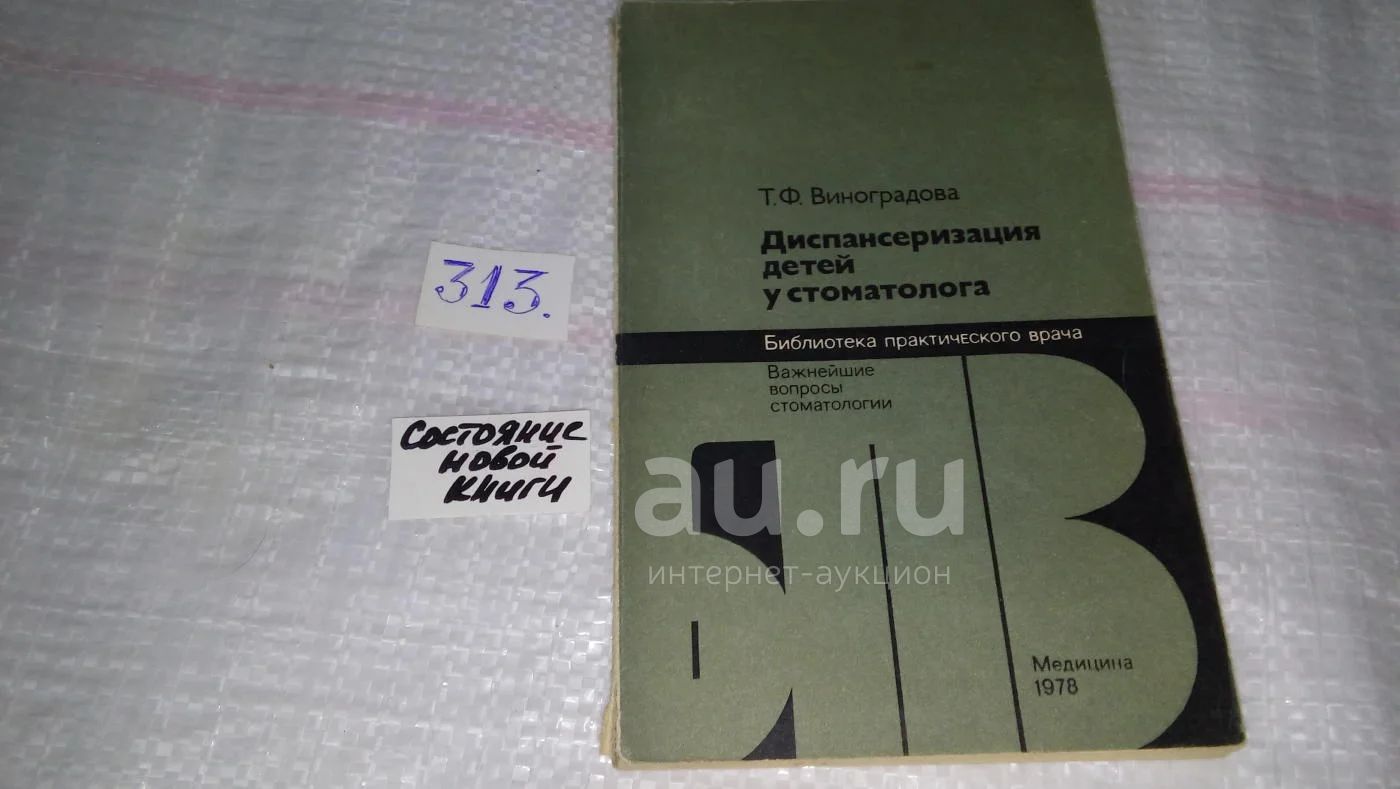 Т.Ф. Виноградова
Диспансеризация
детей
у стоматолога
Библиотека практического врача
Важнейшие
вопросы
стоматологии
Медицина
1978
313.
Состояние
новой
книги
au.ru
интернет-аукцион